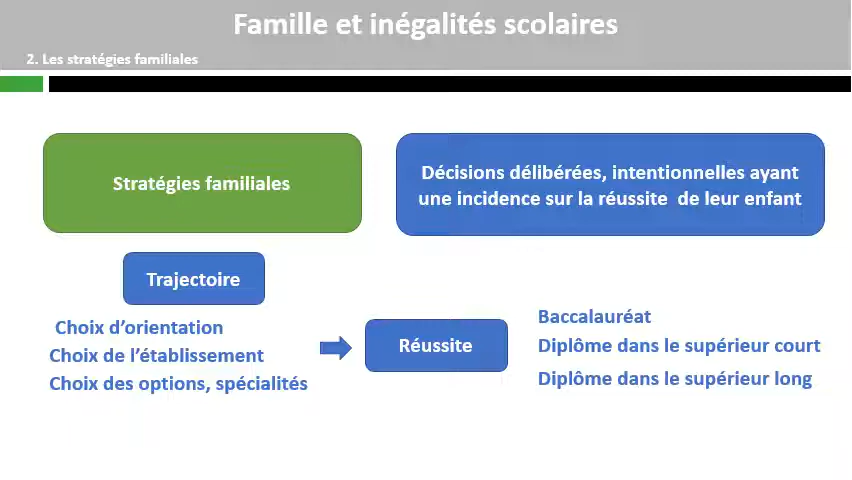 Famille et inégalités scolaires
2. Les stratégies familiales
Stratégies familiales
Décisions délibérées, intentionnelles ayant
une incidence sur la réussite de leur enfant
Trajectoire
Choix d’orientation
Choix de l’établissement
Choix des options, spécialités
Réussite
Baccalauréat
Diplôme dans le supérieur court
Diplôme dans le supérieur long